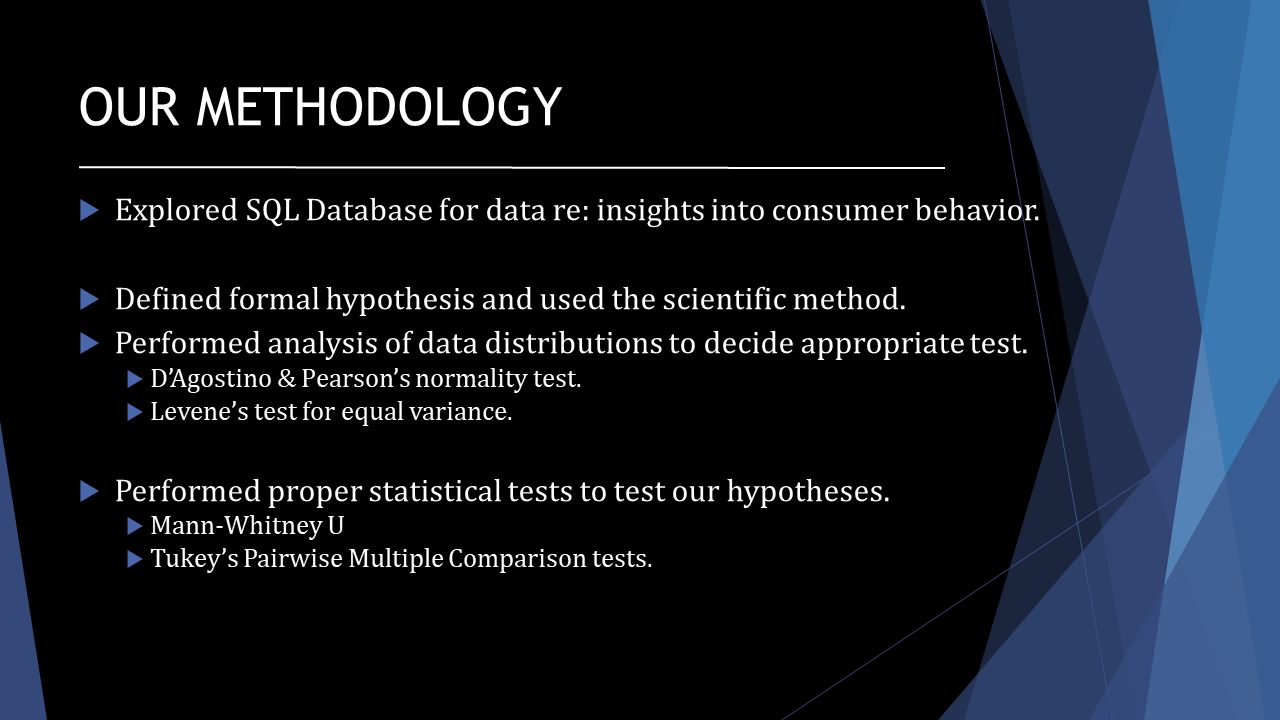 OUR METHODOLOGY
Explored SQL Database for data re: insights into consumer behavior.
Defined formal hypothesis and used the scientific method.
Performed analysis of data distributions to decide appropriate test.
D’Agostino & Pearson’s normality test.
Levene’s test for equal variance.
Performed proper statistical tests to test our hypotheses.
Mann-Whitney U
Tukey’s Pairwise Multiple Comparison tests.